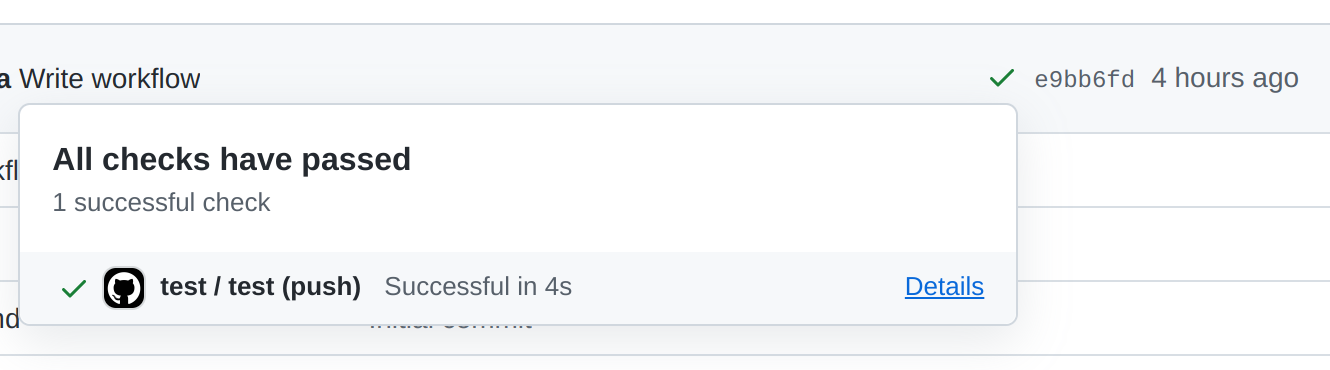 a Write workflow
e9bb6fd 4 hours ago
All checks have passed
1 successful check
test / test (push) Successful in 4s
Details